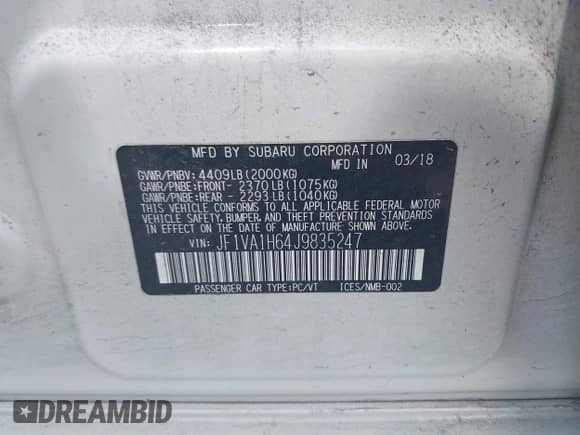 MFD BY SUBARU CORPORATION
MFD IN 03/18
GVWR/PNBV: 4409LB(2000KG)
GAWR/PNBE:FRONT- 2370LB(1075KG)
GAWR/PNBE:REAR - 2293LB(1040KG)
THIS VEHICLE CONFORMS TO ALL
APPLICABLE U.S. FEDERAL MOTOR
VEHICLE SAFETY,BUMPER, AND THEFT PREVENTION STANDARDS
IN EFFECT ON THE DATE OF MANUFACTURE SHOWN ABOVE.
VIN: JF1VA1H64J9835247
PASSENGER CAR TYPE:PC/VT ICES/NMB-002
DREAMBID